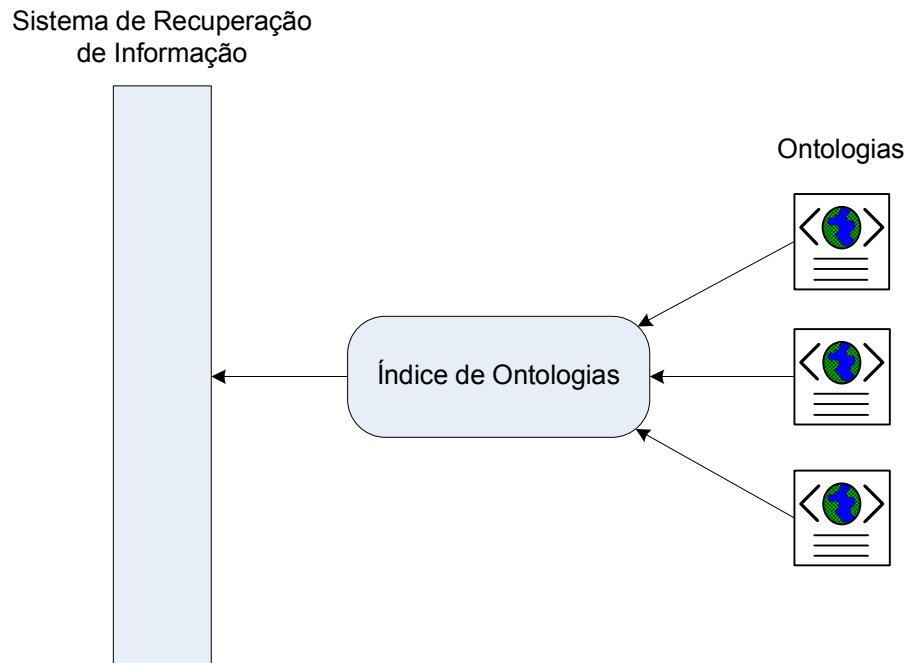 Sistema de Recuperação
de Informação
Ontologias
Índice de Ontologias